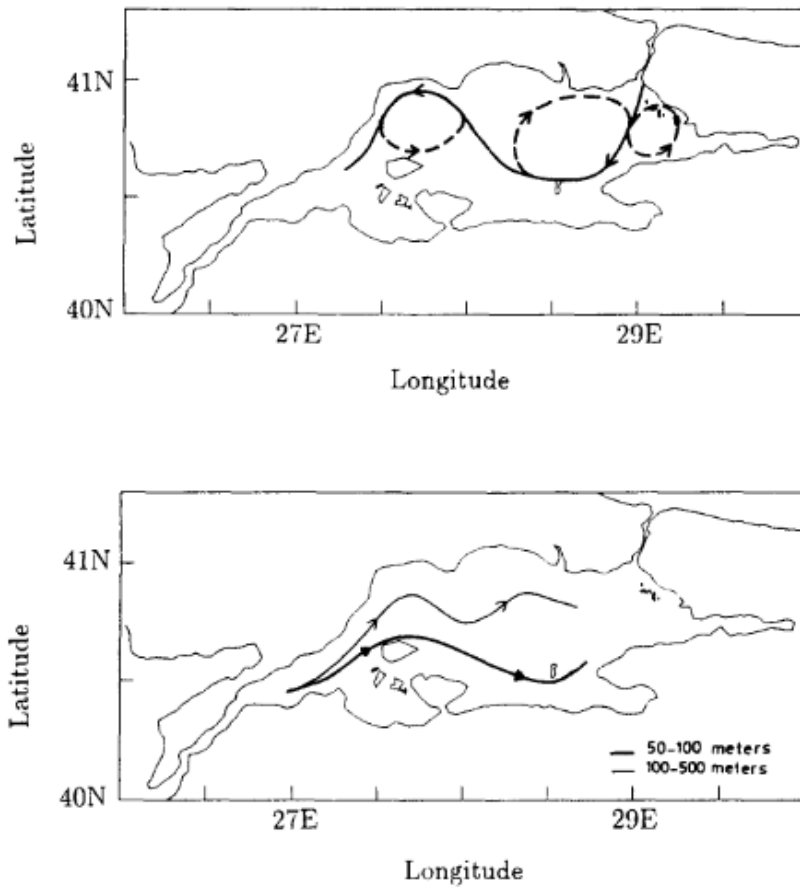 41N
Latitude
40N
27E 29E
Longitude
41N
Latitude
50-100 meters
100-500 meters
40N
27E 29E
Longitude